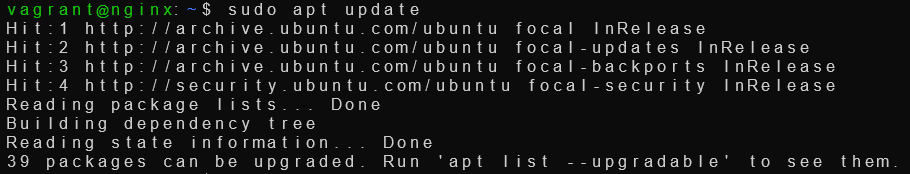 vagrant@nginx:~$ sudo apt update
Hit:1 http://archive.ubuntu.com/ubuntu focal InRelease
Hit:2 http://archive.ubuntu.com/ubuntu focal-updates InRelease
Hit:3 http://archive.ubuntu.com/ubuntu focal-backports InRelease
Hit:4 http://security.ubuntu.com/ubuntu focal-security InRelease
Reading package lists... Done
Building dependency tree
Reading state information... Done
39 packages can be upgraded. Run 'apt list --upgradable' to see them.